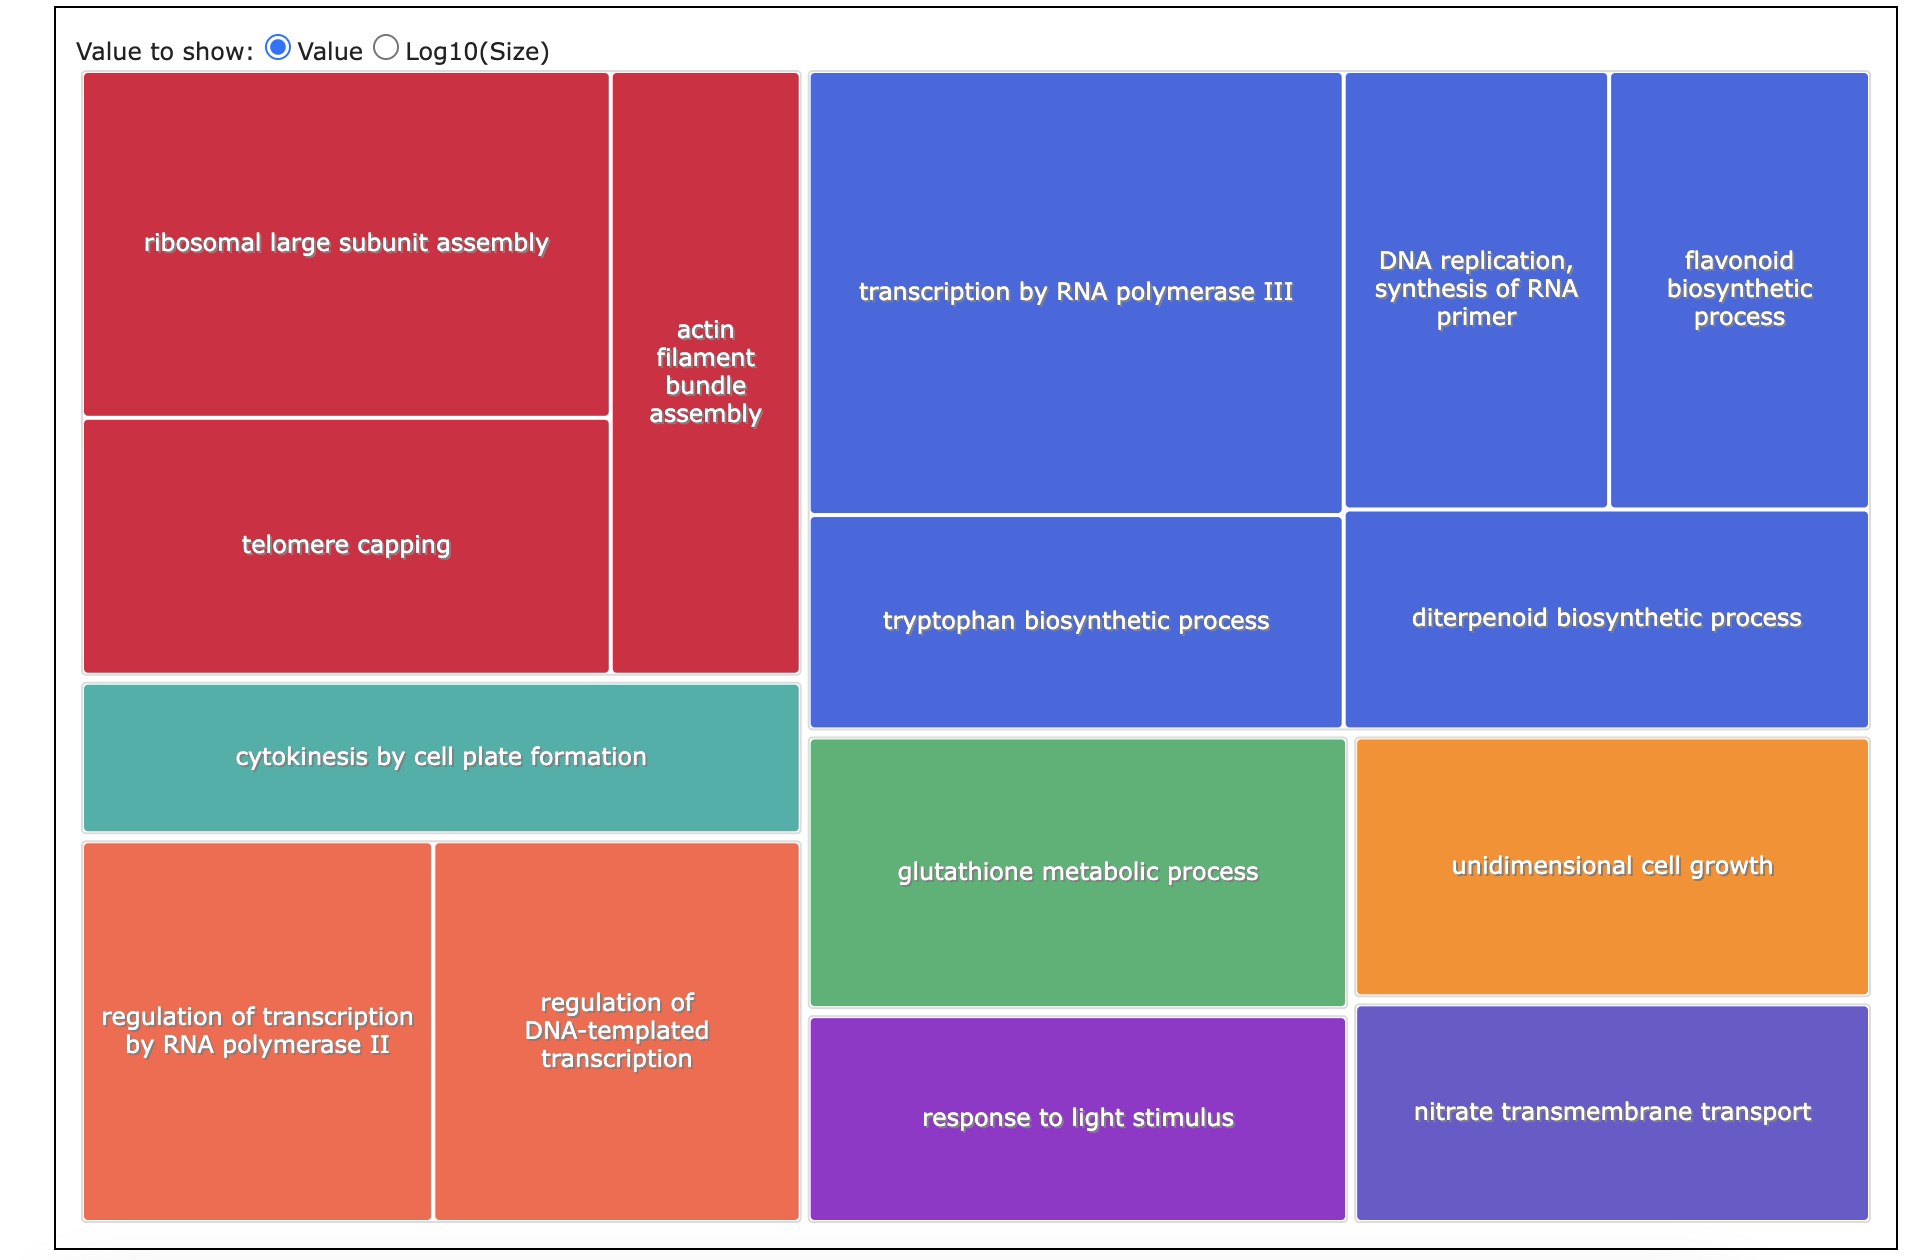 Value to show: Value Log10(Size)
ribosomal large subunit assembly
actin
filament
bundle
assembly
telomere capping
transcription by RNA polymerase III
DNA replication,
synthesis of RNA
primer
flavonoid
biosynthetic
process
tryptophan biosynthetic process
diterpenoid biosynthetic process
cytokinesis by cell plate formation
glutathione metabolic process
unidimensional cell growth
regulation of transcription
by RNA polymerase II
regulation of
DNA-templated
transcription
response to light stimulus
nitrate transmembrane transport